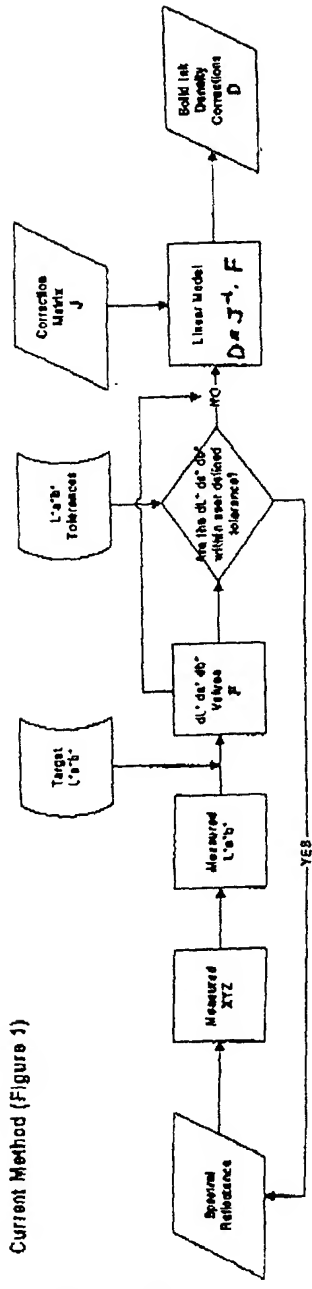 Current Method (Figure 1)
Spectral
Reflectance
Measured
XYZ
Measured
L*a*b*
Target
L*a*b*
dL* da* db*
Values
F
L*a*b*
Tolerances
Are the dL* da* db*
within user defined
tolerance?
NO
YES
Correction
Matrix
J
Linear Model
D = J⁻¹ · F
Solid Ink
Density
Corrections
D